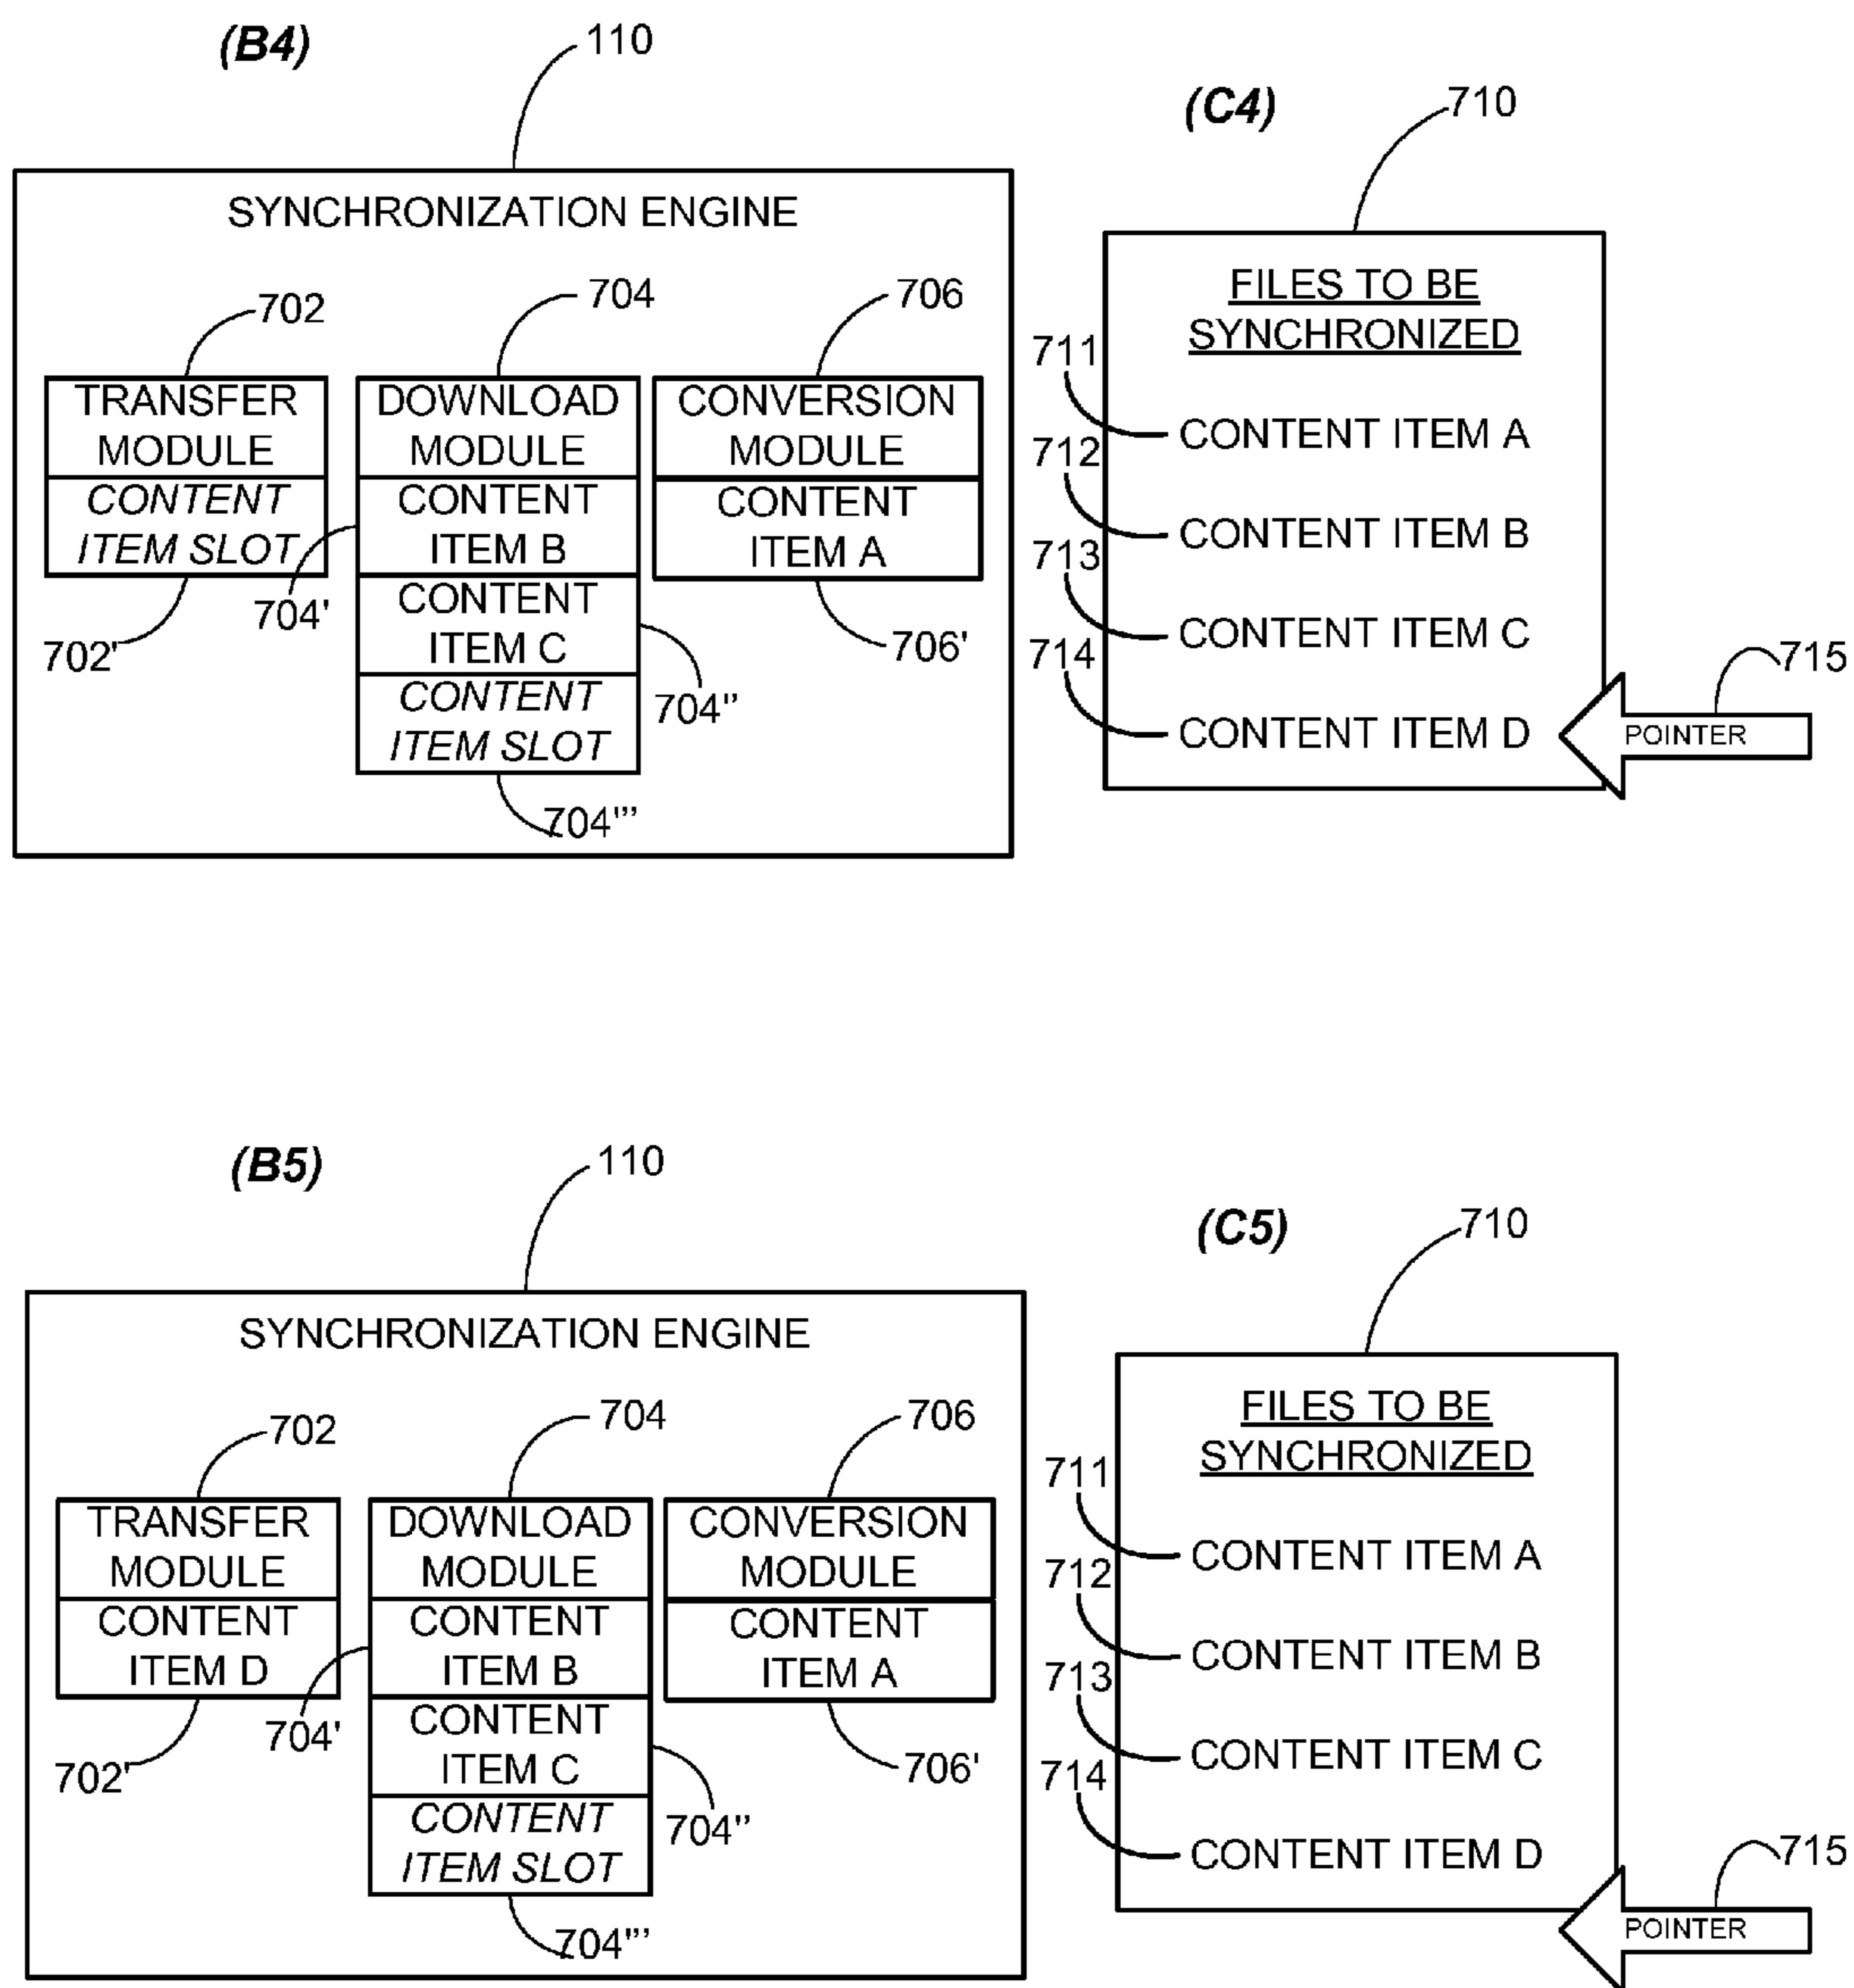 (B4)
110
SYNCHRONIZATION ENGINE
702
704
706
TRANSFER
MODULE
CONTENT
ITEM SLOT
DOWNLOAD
MODULE
CONTENT
ITEM B
CONTENT
ITEM C
CONTENT
ITEM SLOT
CONVERSION
MODULE
CONTENT
ITEM A
704'
702'
706'
704''
704'''
(C4)
710
FILES TO BE
SYNCHRONIZED
711
CONTENT ITEM A
712
CONTENT ITEM B
713
CONTENT ITEM C
714
CONTENT ITEM D
715
POINTER
(B5)
110
SYNCHRONIZATION ENGINE
702
704
706
TRANSFER
MODULE
CONTENT
ITEM D
DOWNLOAD
MODULE
CONTENT
ITEM B
CONTENT
ITEM C
CONTENT
ITEM SLOT
CONVERSION
MODULE
CONTENT
ITEM A
704'
702'
706'
704''
704'''
(C5)
710
FILES TO BE
SYNCHRONIZED
711
CONTENT ITEM A
712
CONTENT ITEM B
713
CONTENT ITEM C
714
CONTENT ITEM D
715
POINTER